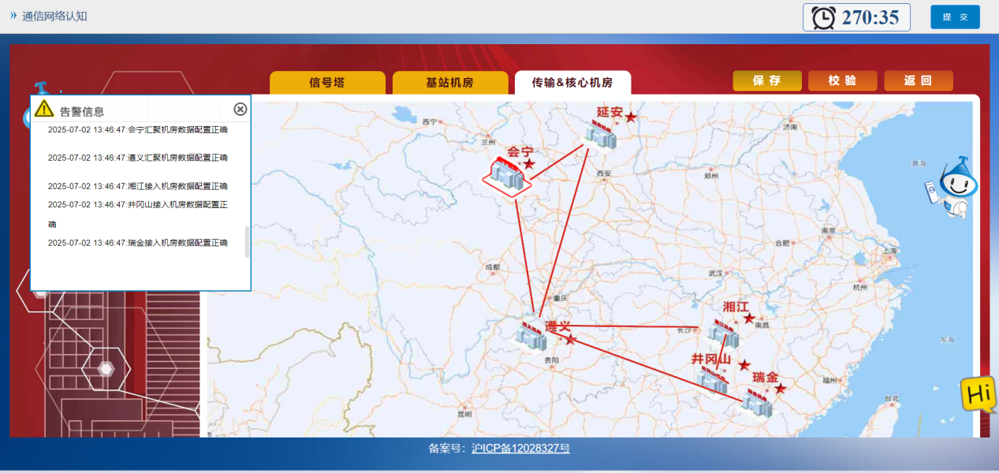 通信网络认知
270:35
提 交
信号塔
基站机房
传输&核心机房
保存
校验
返回
告警信息
2025-07-02 13:46:47:会宁汇聚机房数据配置正确
2025-07-02 13:46:47:遵义汇聚机房数据配置正确
2025-07-02 13:46:47:湘江接入机房数据配置正确
2025-07-02 13:46:47:井冈山接入机房数据配置正
确
2025-07-02 13:46:47:瑞金接入机房数据配置正确
延安
西宁
济南
兰州
会宁
黄海
西安
郑州
南京
合肥
上海
成都
武汉
杭州
重庆
湘江
遵义
长沙
南昌
东海
贵阳
井冈山
瑞金
福州
台北
昆明
Hi
备案号：沪ICP备12028327号